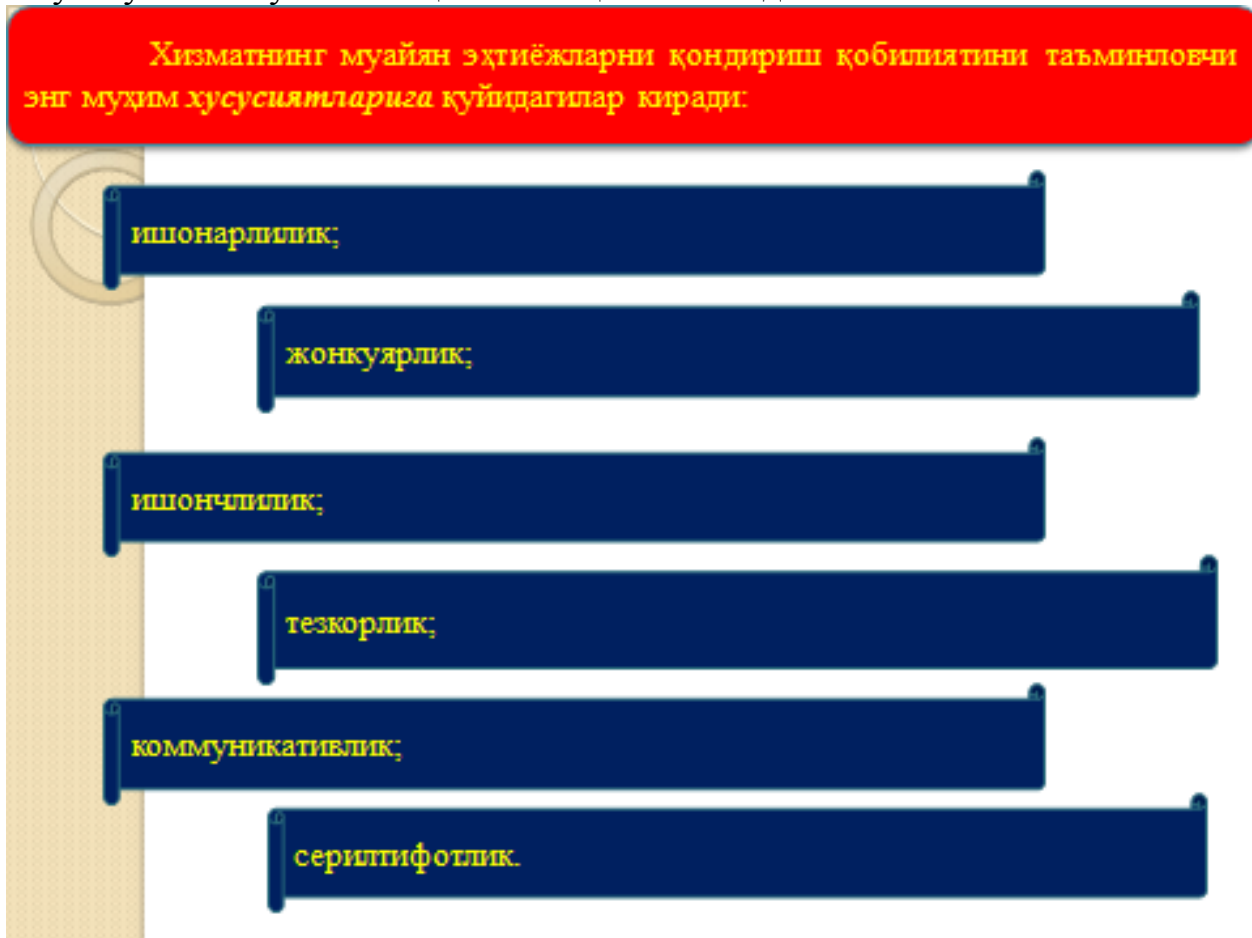 Хизматнинг муайян эҳтиёжларни қондириш қобилиятини таъминловчи
энг муҳим хусусиятларига қуйидагилар киради:
ишонарлилик;
жонкуярлик;
ишончлилик;
тезкорлик;
коммуникативлик;
серилтифотлик.